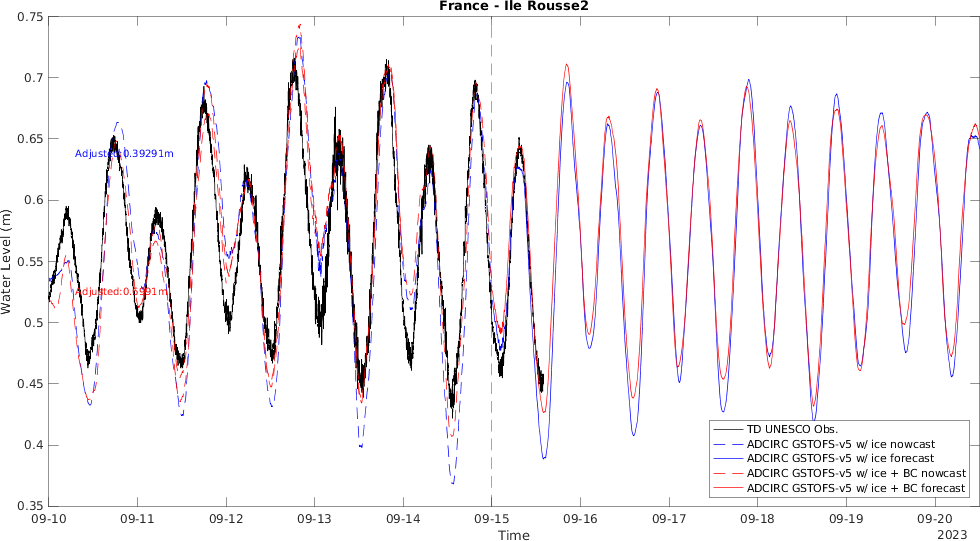 France - Ile Rousse2
Water Level (m)
0.75
0.7
0.65
0.6
0.55
0.5
0.45
0.4
0.35
Adjusted:0.39291m
TD UNESCO Obs.
ADCIRC GSTOFS-v5 w/ ice nowcast
ADCIRC GSTOFS-v5 w/ ice forecast
ADCIRC GSTOFS-v5 w/ ice + BC nowcast
ADCIRC GSTOFS-v5 w/ ice + BC forecast
09-10 09-11 09-12 09-13 09-14 09-15 09-16 09-17 09-18 09-19 09-20
Time
2023